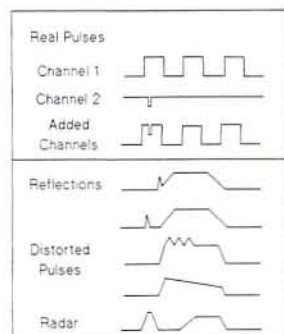 Real Pulses
Channel 1
Channel 2
Added
Channels
Reflections
Distorted
Pulses
Radar